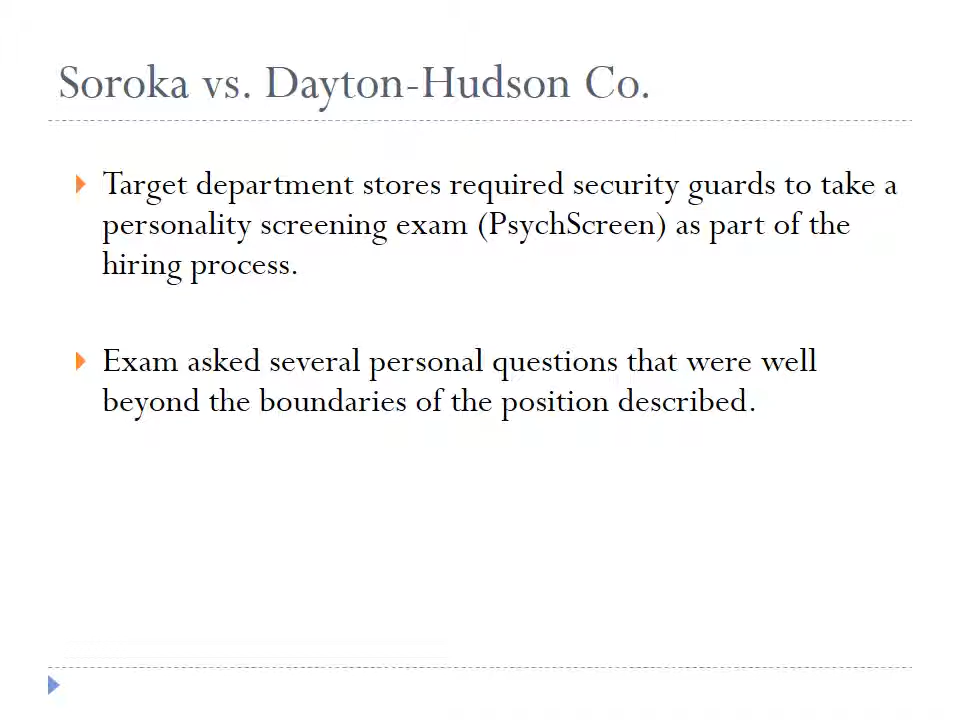 Soroka vs. Dayton-Hudson Co.
Target department stores required security guards to take a
personality screening exam (PsychScreen) as part of the
hiring process.
Exam asked several personal questions that were well
beyond the boundaries of the position described.